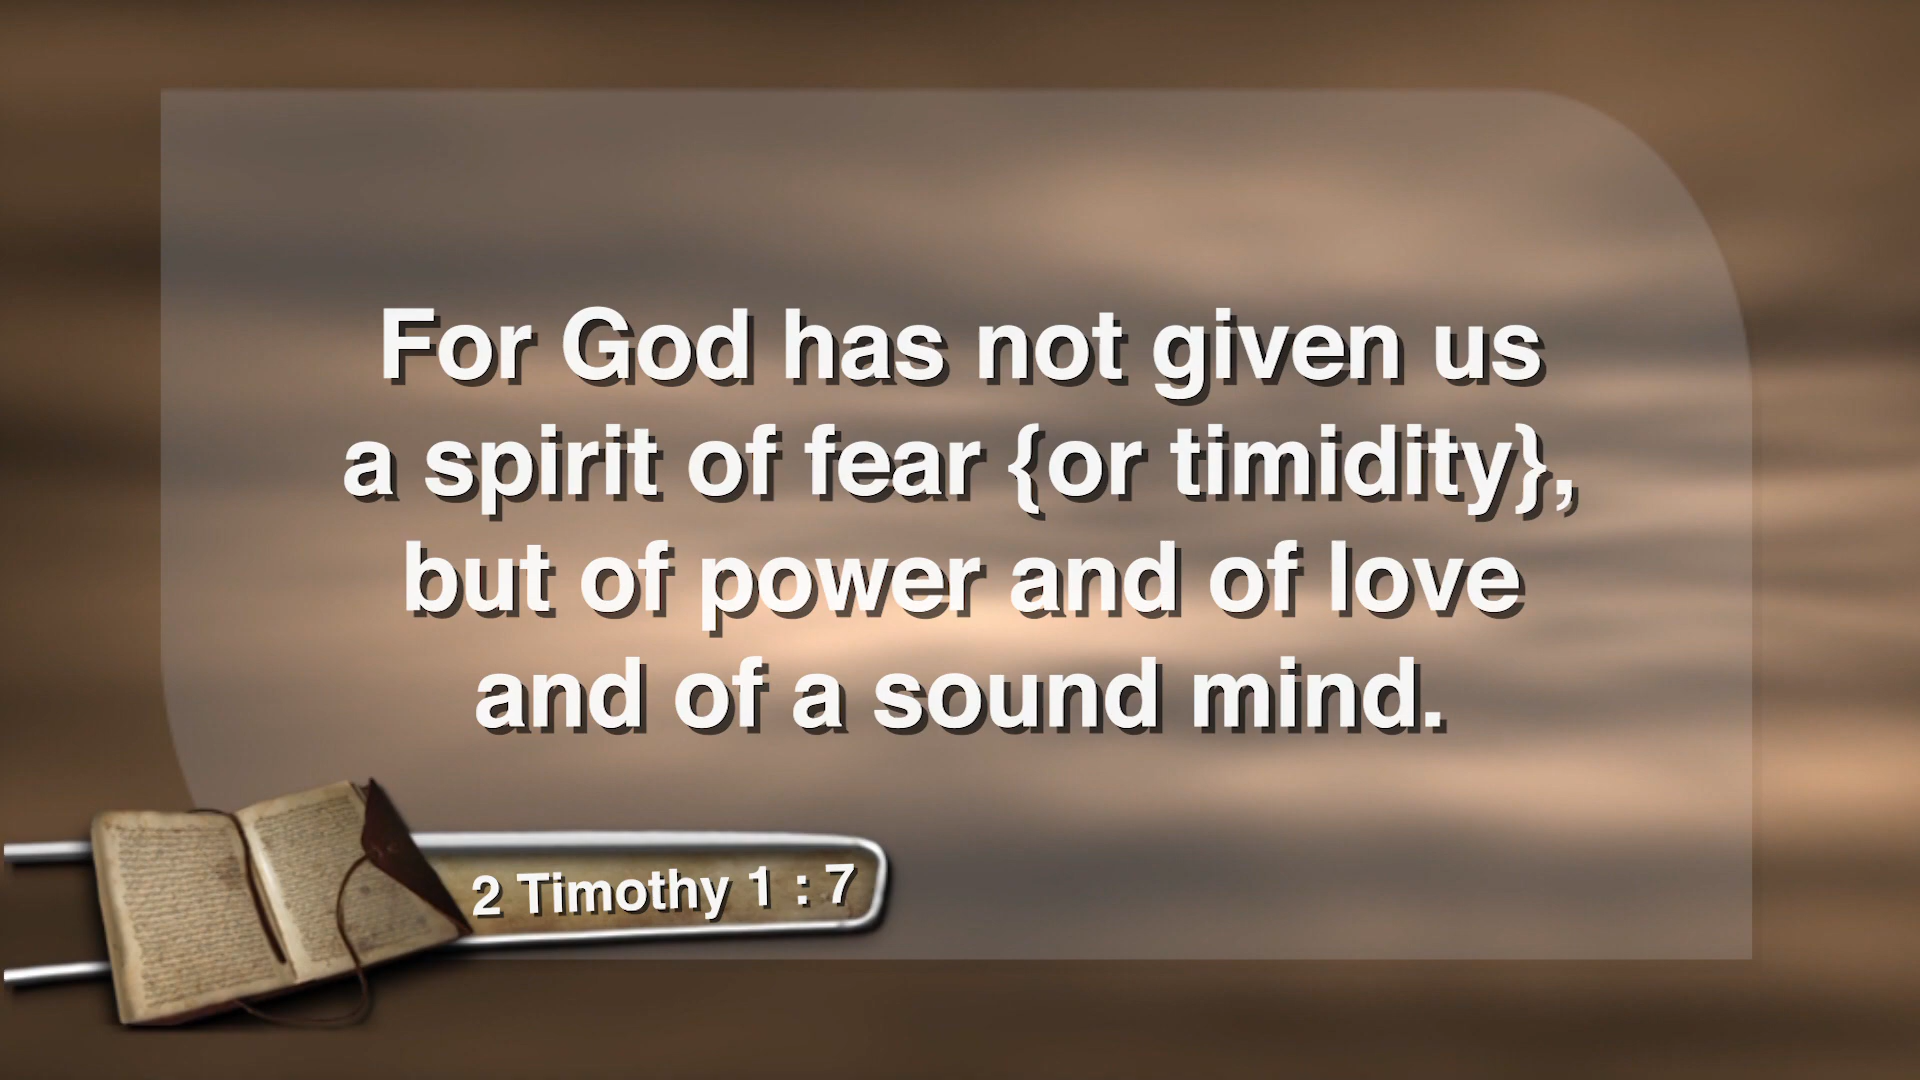 For God has not given us
a spirit of fear {or timidity},
but of power and of love
and of a sound mind.
2 Timothy 1 : 7